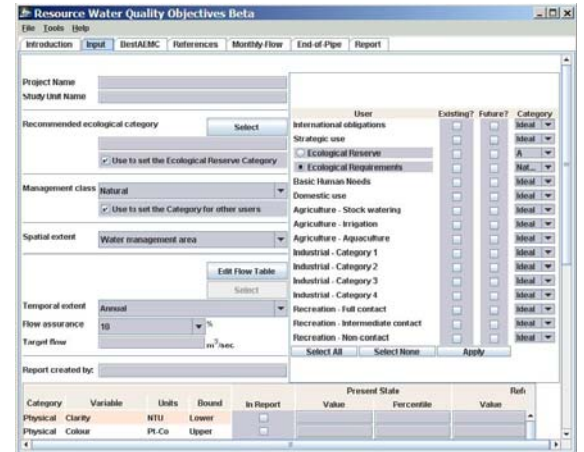 Resource Water Quality Objectives Beta
File Tools Help
Introduction Input BestAEMC References Monthly-Flow End-of-Pipe Report
Project Name
Study Unit Name
Recommended ecological category Select
Use to set the Ecological Reserve Category
Management class Natural
Use to set the Category for other users
Spatial extent Water management area
Edit Flow Table
Select
Temporal extent Annual
Flow assurance 10 %
Target flow m³/sec
Report created by:
User Existing? Future? Category
International obligations Ideal
Strategic use Ideal
Ecological Reserve A
Ecological Requirements Nat...
Basic Human Needs Ideal
Domestic use Ideal
Agriculture - Stock watering Ideal
Agriculture - Irrigation Ideal
Agriculture - Aquaculture Ideal
Industrial - Category 1 Ideal
Industrial - Category 2 Ideal
Industrial - Category 3 Ideal
Industrial - Category 4 Ideal
Recreation - Full contact Ideal
Recreation - Intermediate contact Ideal
Recreation - Non-contact Ideal
Select All Select None Apply
Present State Refe
Category Variable Units Bound In Report Value Percentile Value
Physical Clarity NTU Lower
Physical Colour Pt-Co Upper